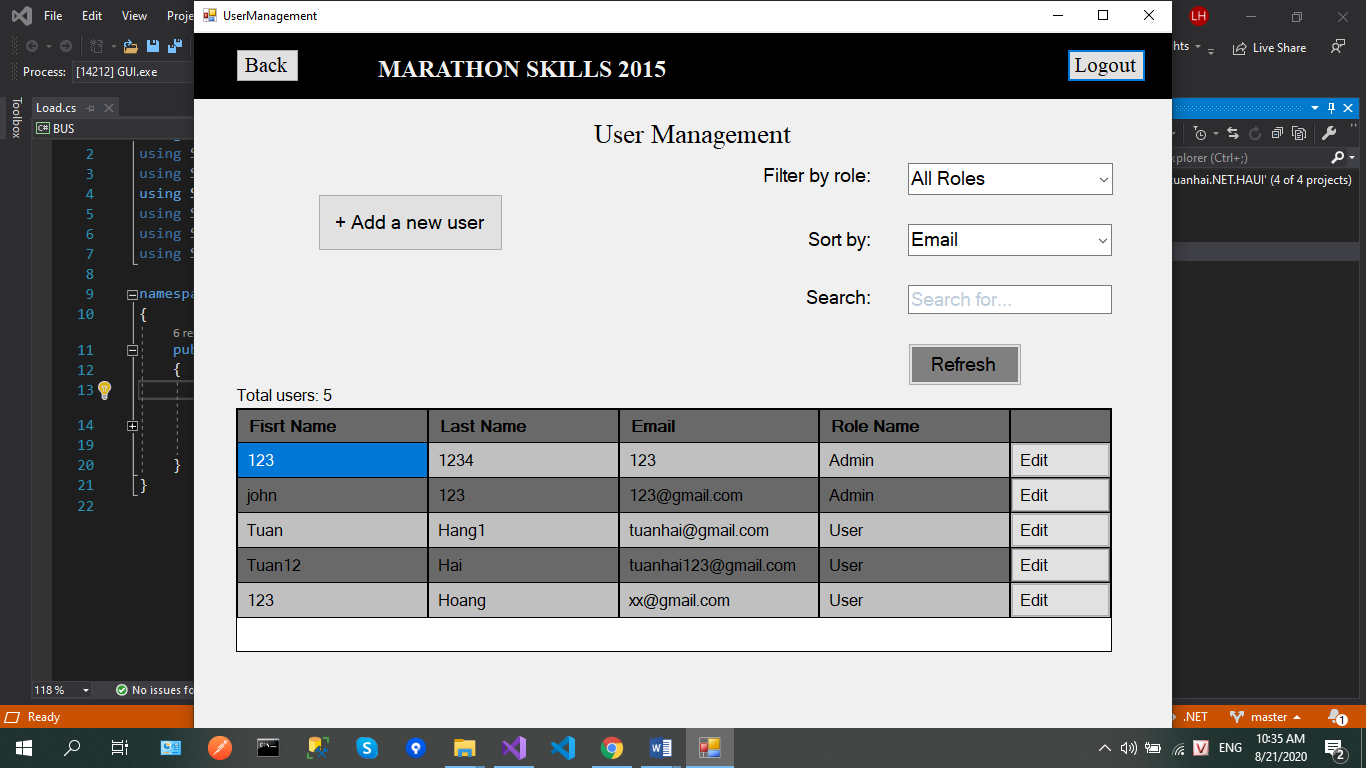 File Edit View Proje
UserManagement
LH
Process: [14212] GUI.exe
hts Live Share
Back MARATHON SKILLS 2015 Logout
Toolbox
Load.cs
C# BUS
User Management
Filter by role: All Roles
+ Add a new user
Sort by: Email
Search: Search for...
Refresh
xplorer (Ctrl+;)
tuanhai.NET.HAUI' (4 of 4 projects)
2 using S
3 using S
4 using S
5 using S
6 using S
7 using S
8
9 namespa
10 {
6 re
11 pub
12 {
13
14
19
20 }
21 }
22
Total users: 5
Fisrt Name Last Name Email Role Name
123 1234 123 Admin Edit
john 123 123@gmail.com Admin Edit
Tuan Hang1 tuanhai@gmail.com User Edit
Tuan12 Hai tuanhai123@gmail.com User Edit
123 Hoang xx@gmail.com User Edit
118 % No issues fo
Ready .NET master 1
V ENG 10:35 AM
8/21/2020 2